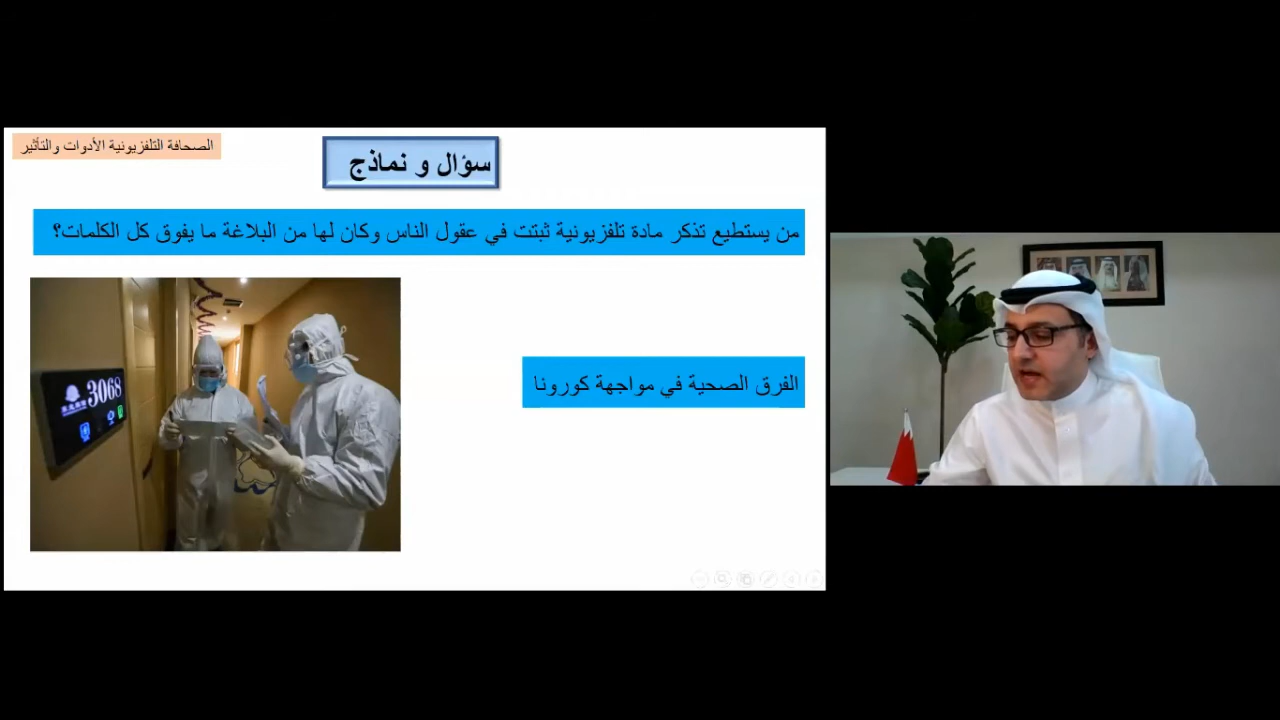 الصحافة التلفزيونية الأدوات والتأثير
سؤال و نماذج
من يستطيع تذكر مادة تلفزيونية ثبتت في عقول الناس وكان لها من البلاغة ما يفوق كل الكلمات؟
3068
الفرق الصحية في مواجهة كورونا